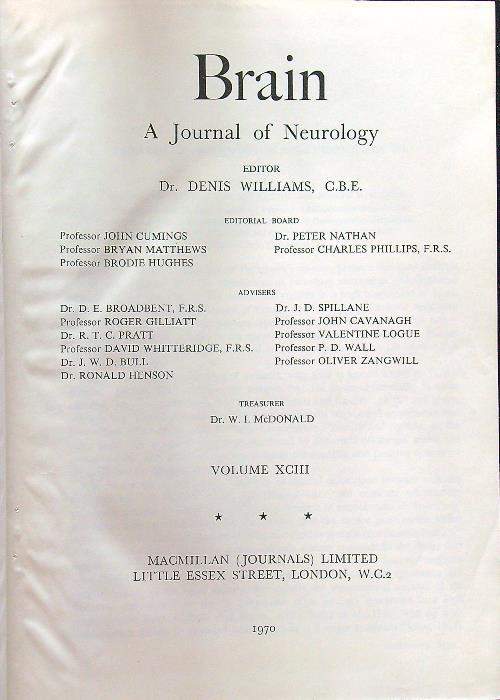 Brain
A Journal of Neurology
EDITOR
Dr. DENIS WILLIAMS, C.B.E.
EDITORIAL BOARD
Professor JOHN CUMINGS
Professor BRYAN MATTHEWS
Professor BRODIE HUGHES
Dr. PETER NATHAN
Professor CHARLES PHILLIPS, F.R.S.
ADVISERS
Dr. D. E. BROADBENT, F.R.S.
Professor ROGER GILLIATT
Dr. R. T. C. PRATT
Professor DAVID WHITTERIDGE, F.R.S.
Dr. J. W. D. BULL
Dr. RONALD HENSON
Dr. J. D. SPILLANE
Professor JOHN CAVANAGH
Professor VALENTINE LOGUE
Professor P. D. WALL
Professor OLIVER ZANGWILL
TREASURER
Dr. W. I. McDONALD
VOLUME XCIII
★ ★ ★
MACMILLAN (JOURNALS) LIMITED
LITTLE ESSEX STREET, LONDON, W.C.2
1970